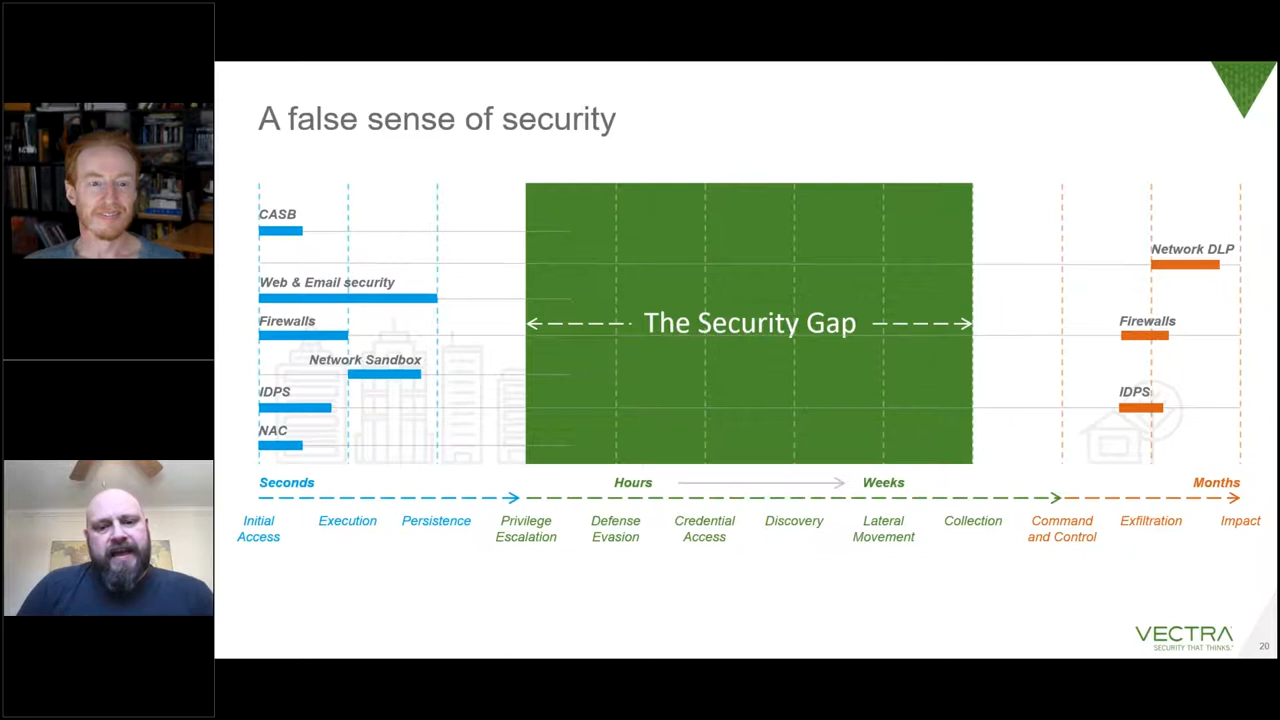 A false sense of security
CASB
Network DLP
Web & Email security
The Security Gap
Firewalls
Firewalls
Network Sandbox
IDPS
IDPS
NAC
Seconds
Hours
Weeks
Months
Initial
Access
Execution
Persistence
Privilege
Escalation
Defense
Evasion
Credential
Access
Discovery
Lateral
Movement
Collection
Command
and Control
Exfiltration
Impact
VECTRA
SECURITY THAT THINKS.
20